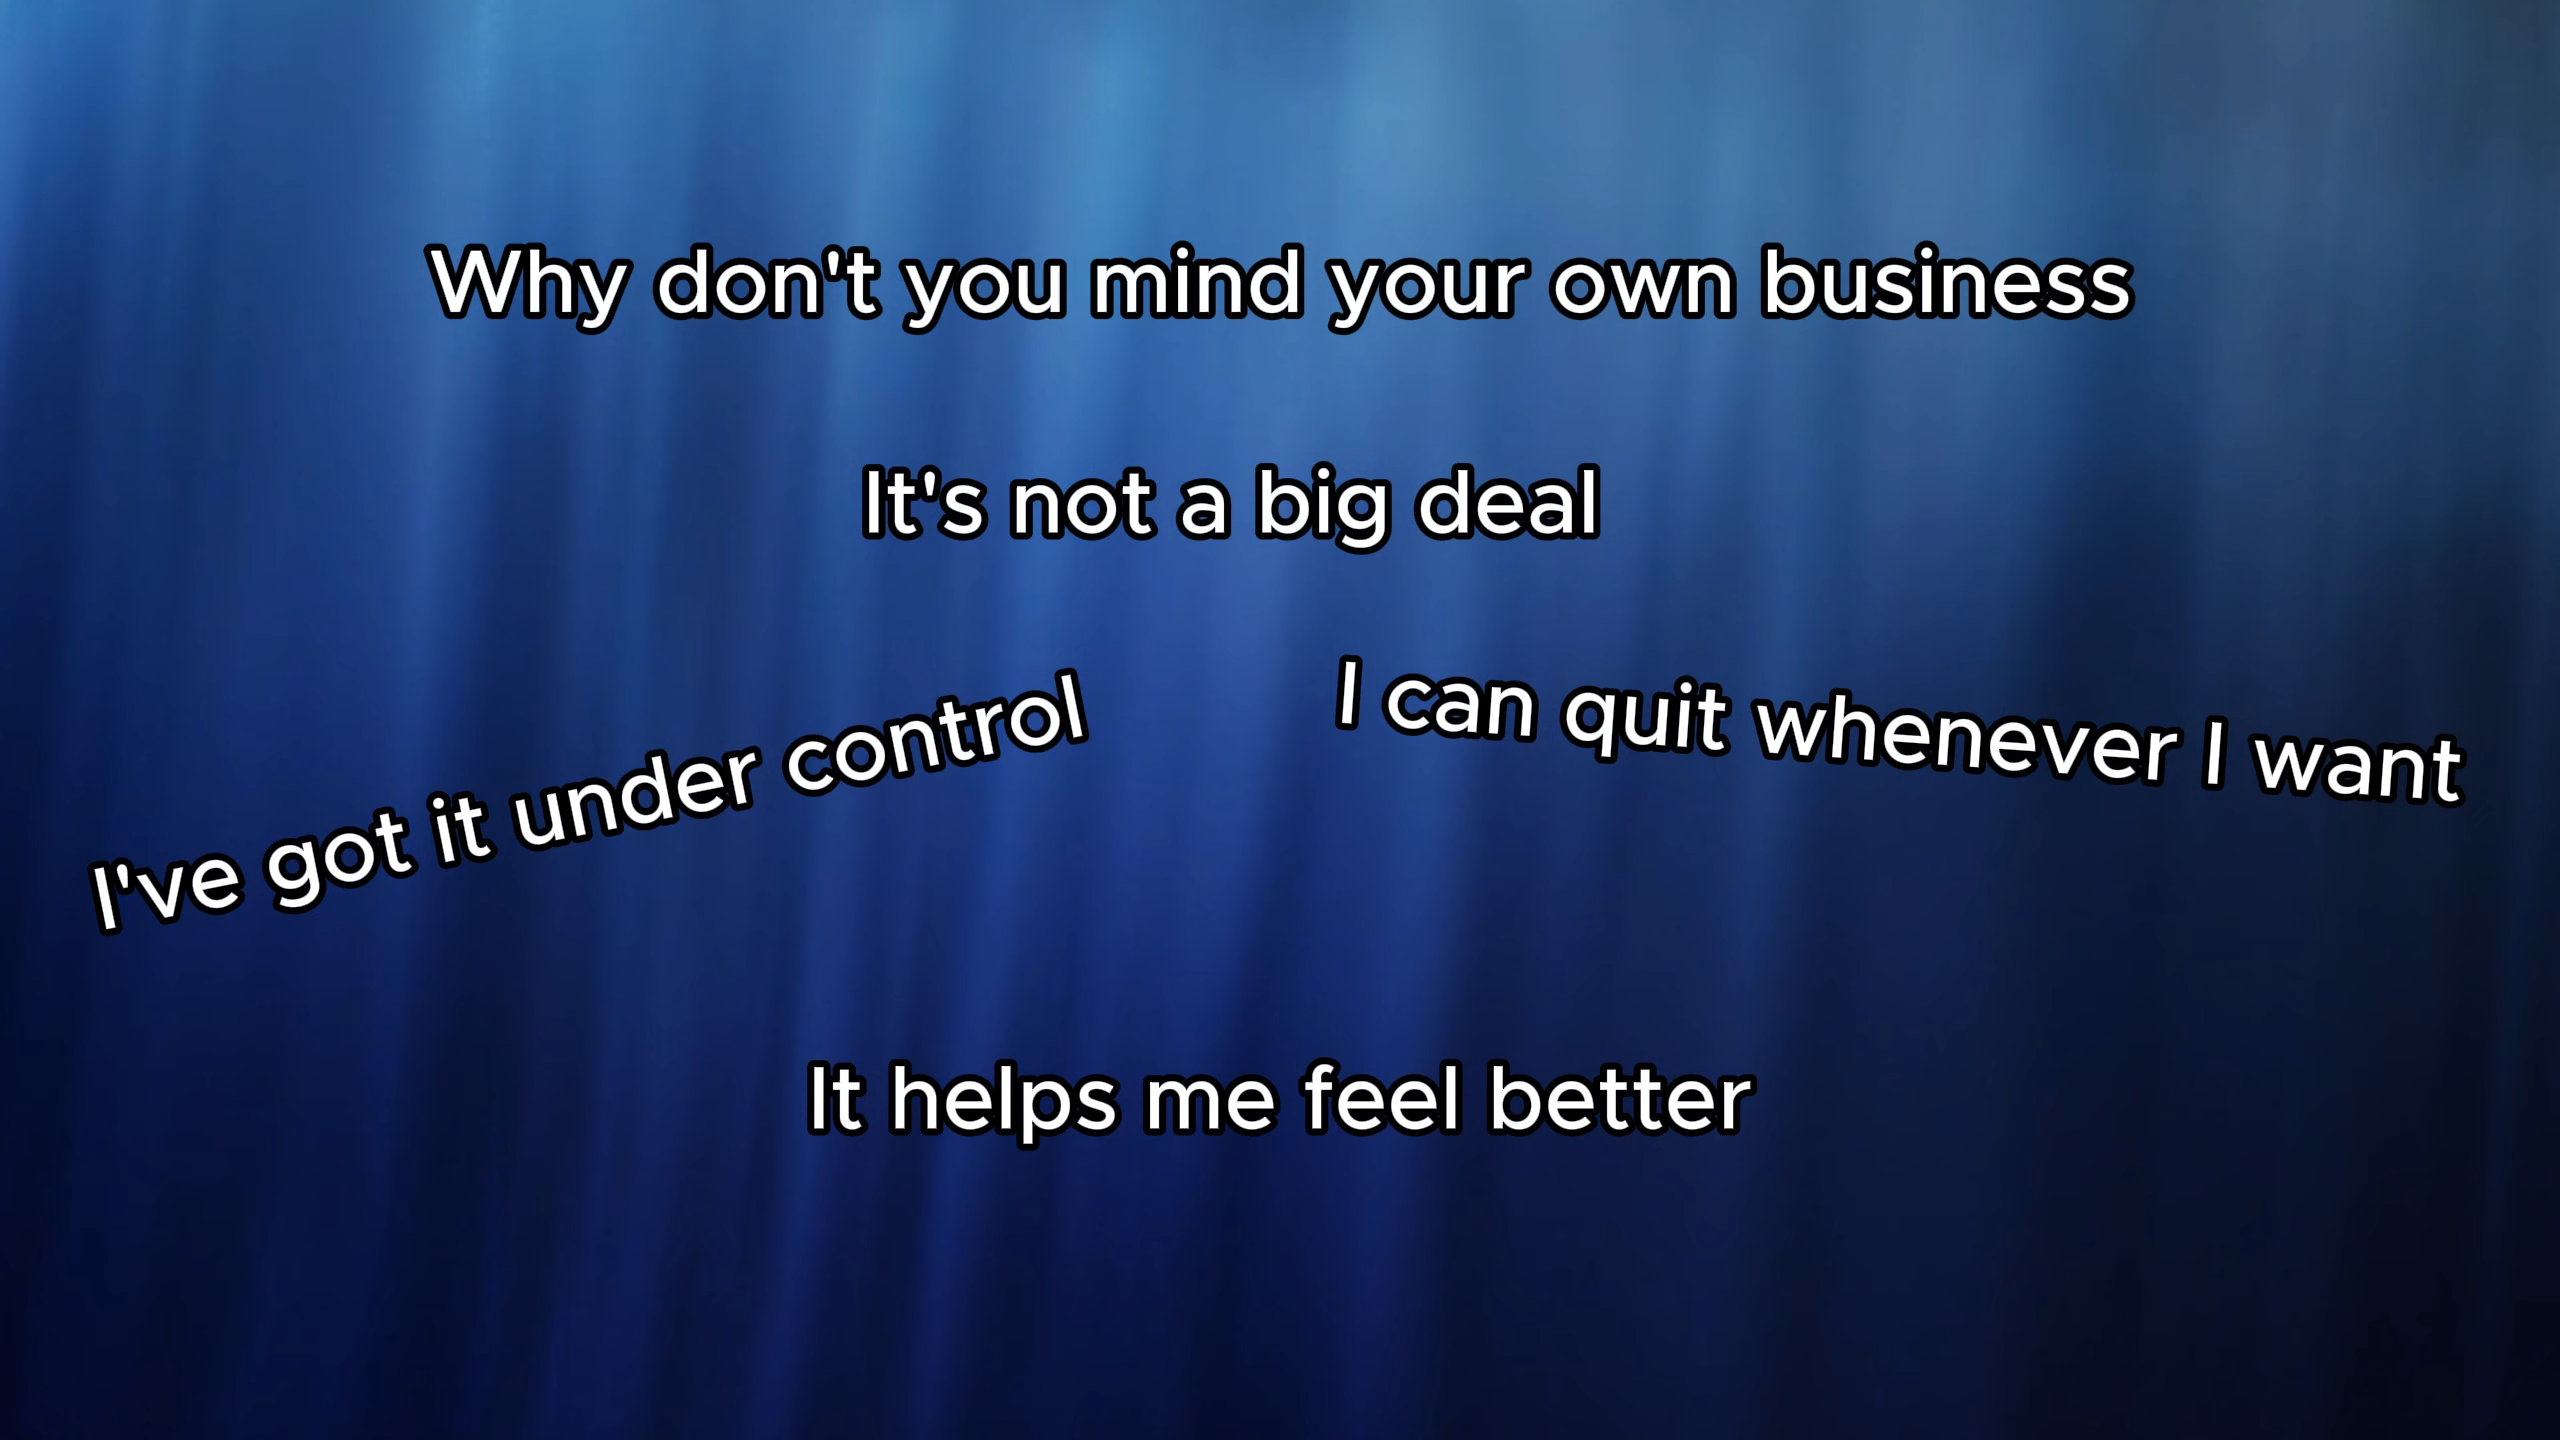 Why don't you mind your own business
It's not a big deal
I've got it under control
I can quit whenever I want
It helps me feel better